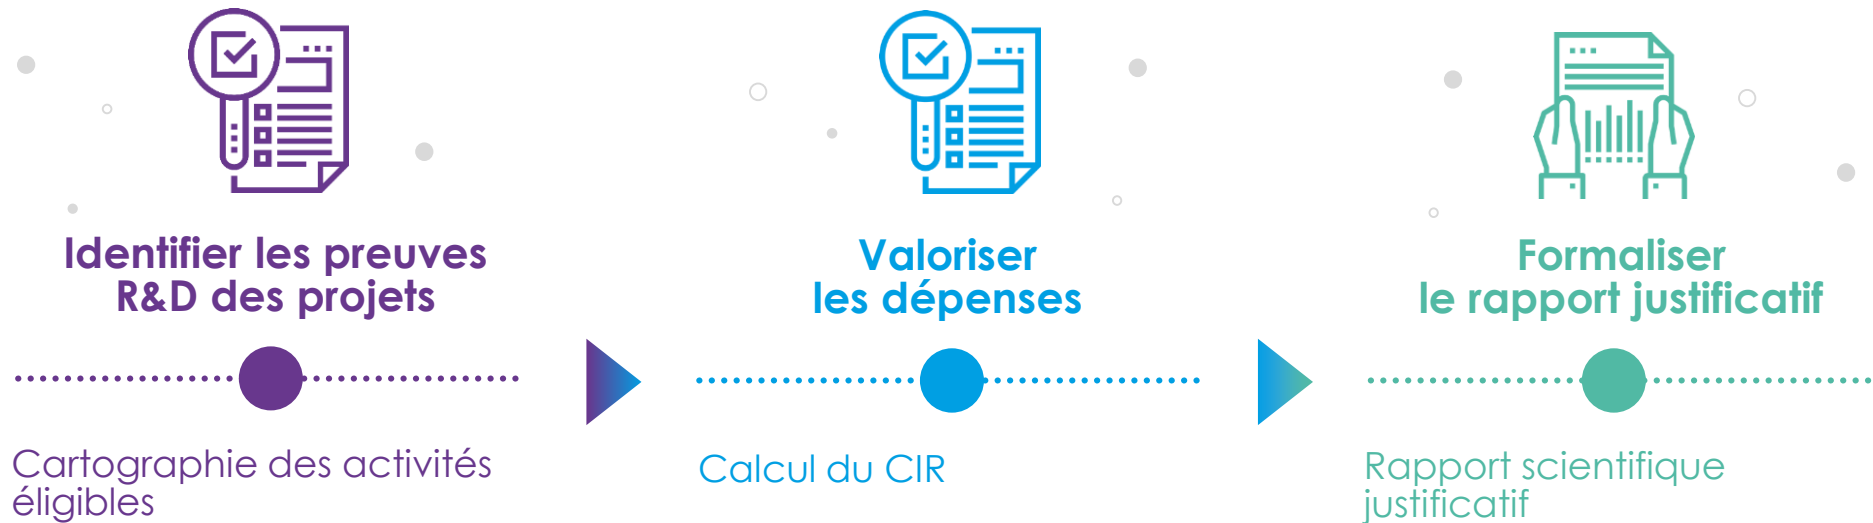 Identifier les preuves
R&D des projets
Valoriser
les dépenses
Formaliser
le rapport justificatif
Cartographie des activités
éligibles
Calcul du CIR
Rapport scientifique
justificatif